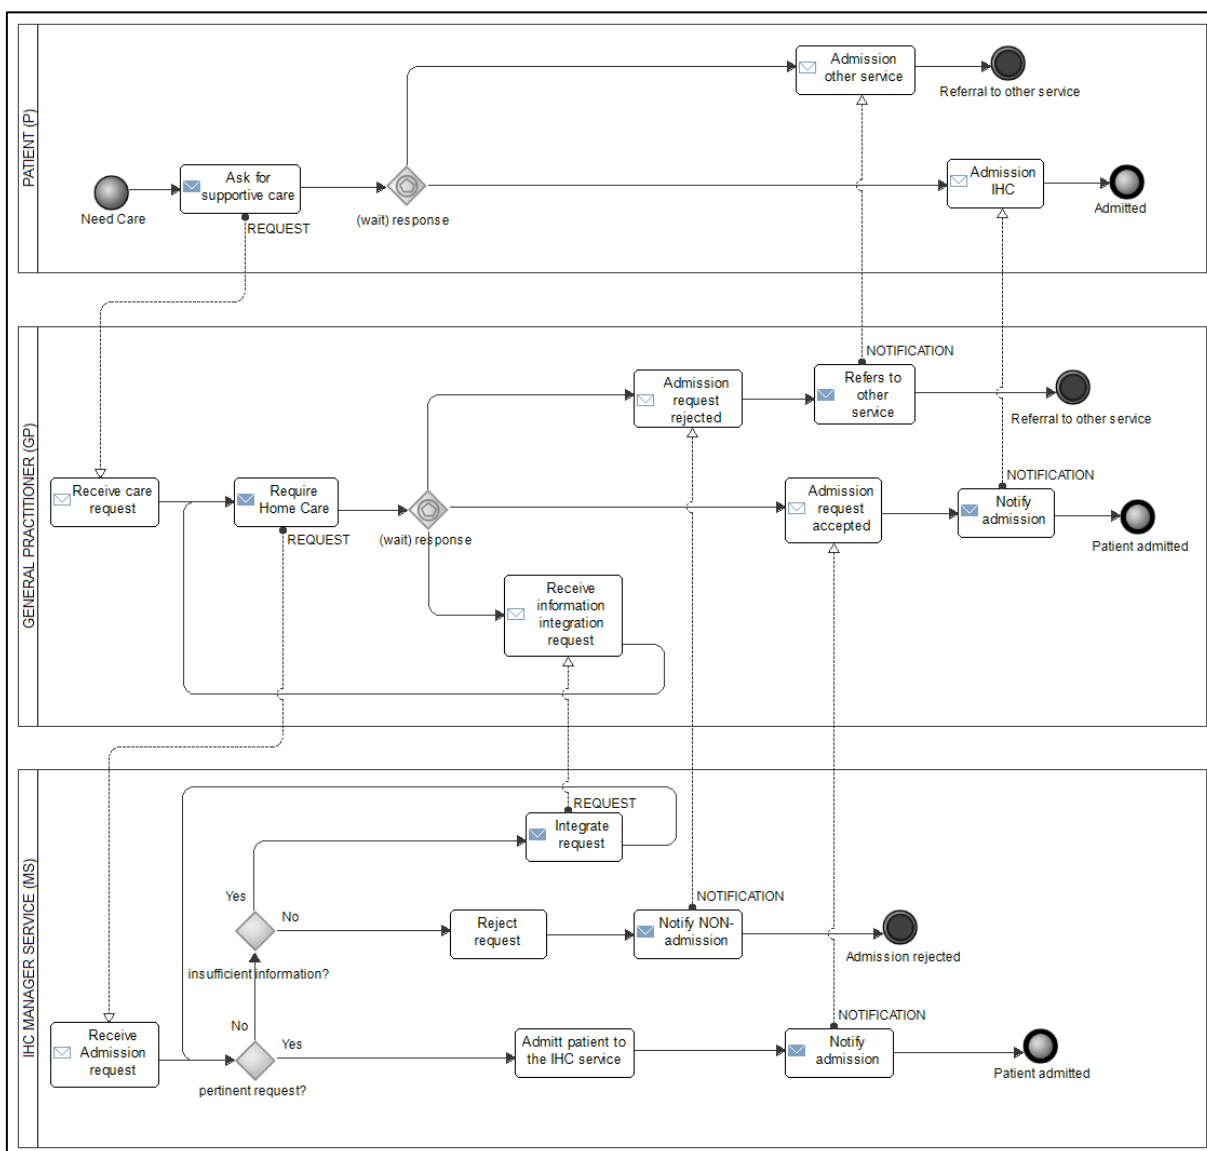 PATIENT (P)
Admission
other service
Referral to other service
Ask for
supportive care
Need Care
REQUEST
(wait) response
Admission
IHC
Admitted
GENERAL PRACTITIONER (GP)
NOTIFICATION
Admission
request
rejected
Refers to
other
service
Referral to other service
Receive care
request
Require
Home Care
REQUEST
(wait) response
Admission
request
accepted
NOTIFICATION
Notify
admission
Patient admitted
Receive
information
integration
request
IHC MANAGER SERVICE (MS)
REQUEST
Integrate
request
Yes
No
insufficient information?
Reject
request
NOTIFICATION
Notify NON-
admission
Admission rejected
No
Receive
Admission
request
Yes
pertinent request?
Admitt patient to
the IHC service
NOTIFICATION
Notify
admission
Patient admitted